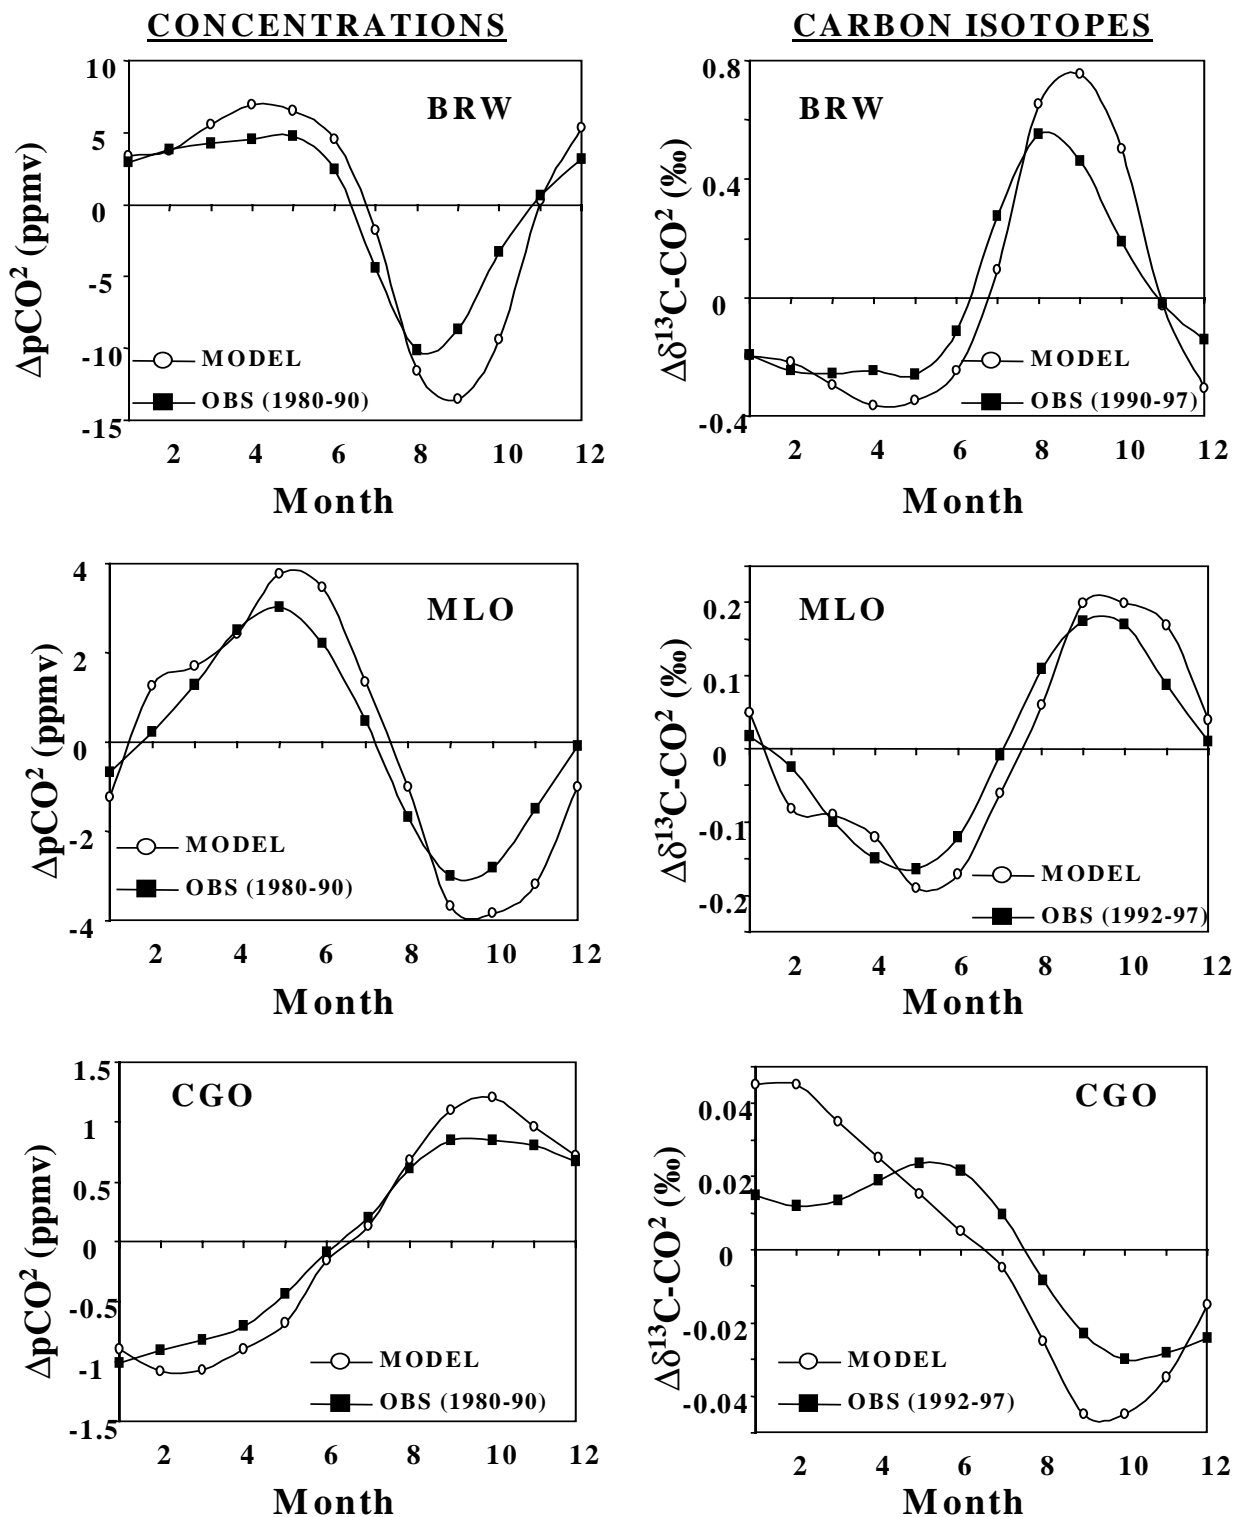 CONCENTRATIONS
CARBON ISOTOPES
BRW
ΔpCO² (ppmv)
10
5
0
-5
-10
-15
MODEL
OBS (1980-90)
2 4 6 8 10 12
Month
BRW
Δδ¹³C-CO² (‰)
0.8
0.4
0
-0.4
MODEL
OBS (1990-97)
2 4 6 8 10 12
Month
MLO
ΔpCO² (ppmv)
4
2
0
-2
-4
MODEL
OBS (1980-90)
2 4 6 8 10 12
Month
MLO
Δδ¹³C-CO² (‰)
0.2
0.1
0
-0.1
-0.2
MODEL
OBS (1992-97)
2 4 6 8 10 12
Month
CGO
ΔpCO² (ppmv)
1.5
1
0.5
0
-0.5
-1
-1.5
MODEL
OBS (1980-90)
2 4 6 8 10 12
Month
CGO
Δδ¹³C-CO² (‰)
0.04
0.02
0
-0.02
-0.04
MODEL
OBS (1992-97)
2 4 6 8 10 12
Month